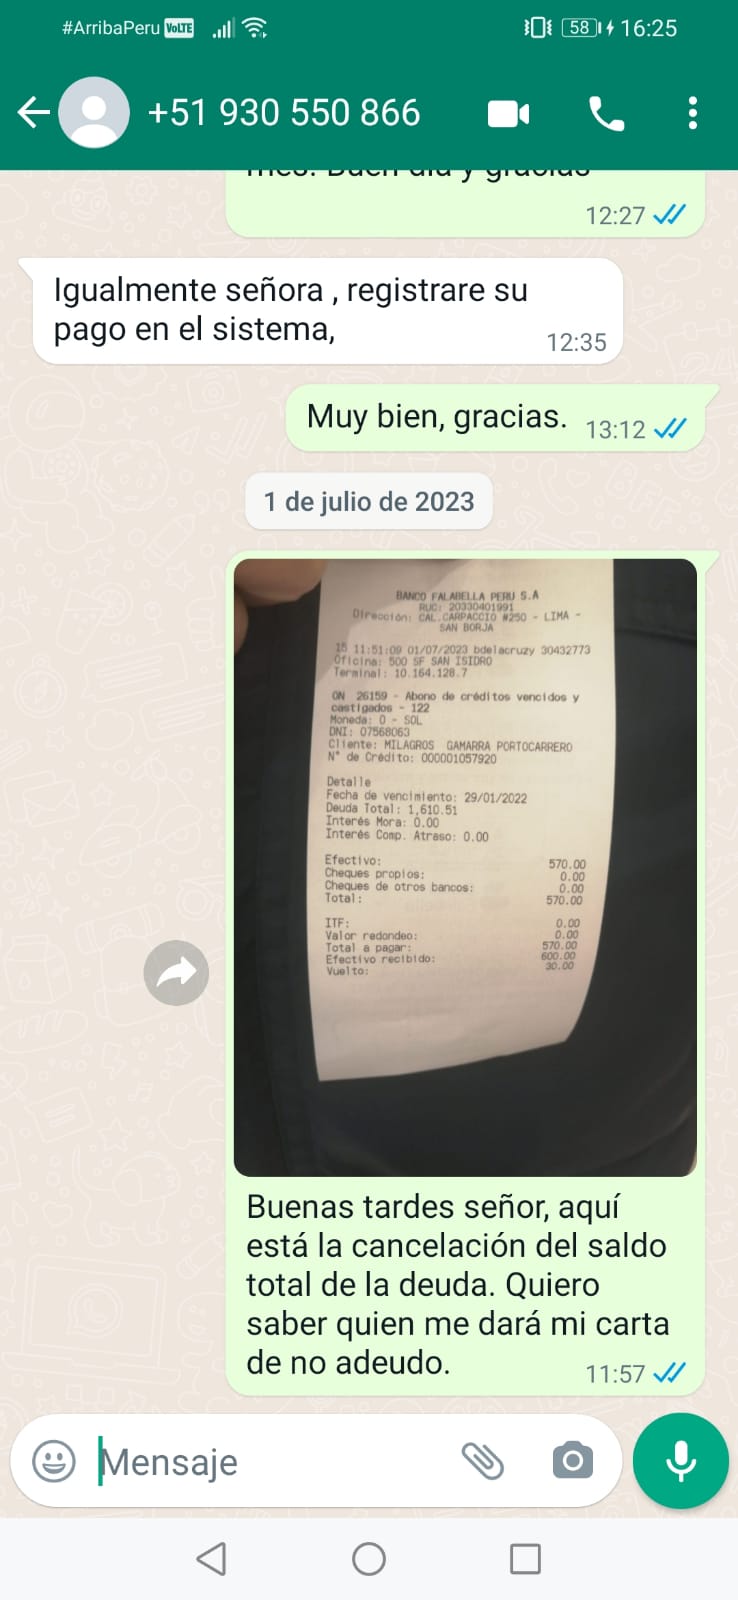 #ArribaPeru VoLTE 58 16:25
+51 930 550 866
mes. Buen día y gracias
12:27
Igualmente señora , registrare su
pago en el sistema,
12:35
Muy bien, gracias. 13:12
1 de julio de 2023
BANCO FALABELLA PERU S.A
RUC: 20330401991
Dirección: CAL.CARPACCIO #250 - LIMA -
SAN BORJA
15 11:51:09 01/07/2023 bdelacruzy 30432773
Oficina: 500 SF SAN ISIDRO
Terminal: 10.164.128.7
ON 26159 - Abono de créditos vencidos y
castigados - 122
Moneda: 0 - SOL
DNI: 07568063
Cliente: MILAGROS GAMARRA PORTOCARRERO
N° de Crédito: 000001057920
Detalle
Fecha de vencimiento: 29/01/2022
Deuda Total: 1,610.51
Interés Mora: 0.00
Interés Comp. Atraso: 0.00
Efectivo: 570.00
Cheques propios: 0.00
Cheques de otros bancos: 0.00
Total: 570.00
ITF: 0.00
Valor redondeo: 0.00
Total a pagar: 570.00
Efectivo recibido: 600.00
Vuelto: 30.00
Buenas tardes señor, aquí
está la cancelación del saldo
total de la deuda. Quiero
saber quien me dará mi carta
de no adeudo.
11:57
Mensaje